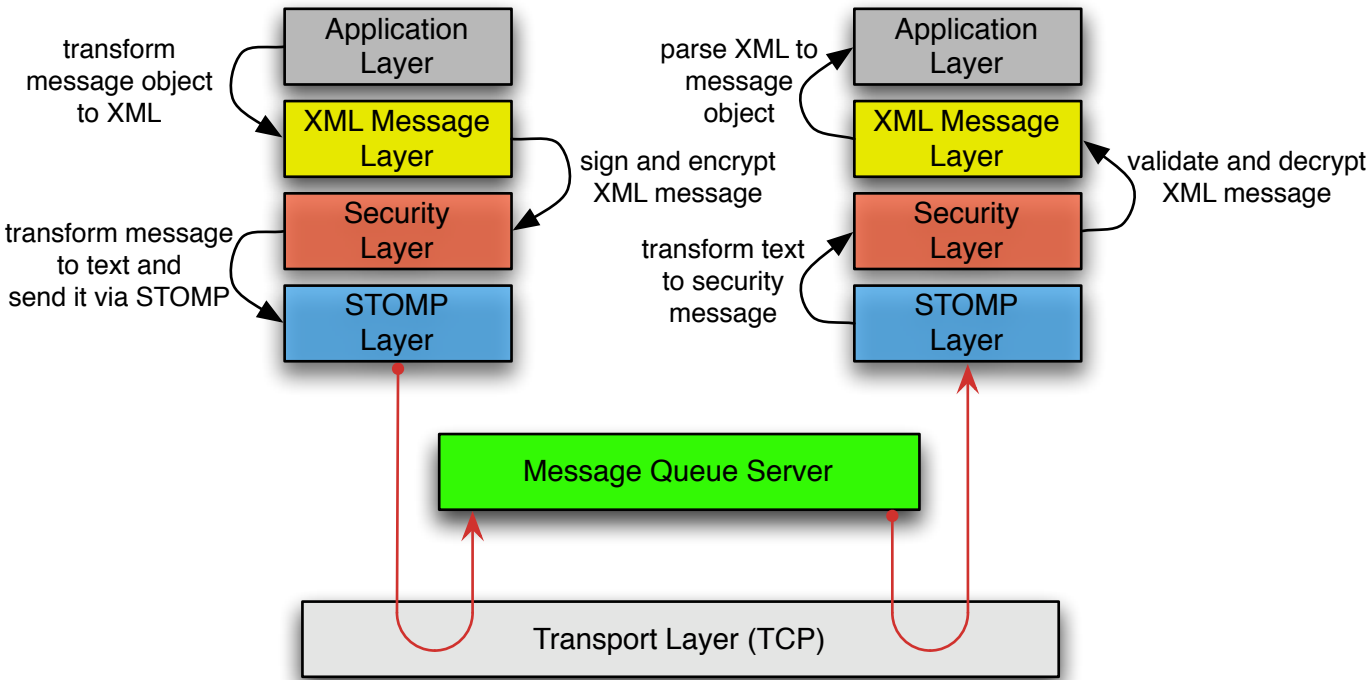 transform
message object
to XML
Application
Layer
XML Message
Layer
sign and encrypt
XML message
Security
Layer
transform message
to text and
send it via STOMP
STOMP
Layer
parse XML to
message
object
Application
Layer
XML Message
Layer
validate and decrypt
XML message
Security
Layer
transform text
to security
message
STOMP
Layer
Message Queue Server
Transport Layer (TCP)